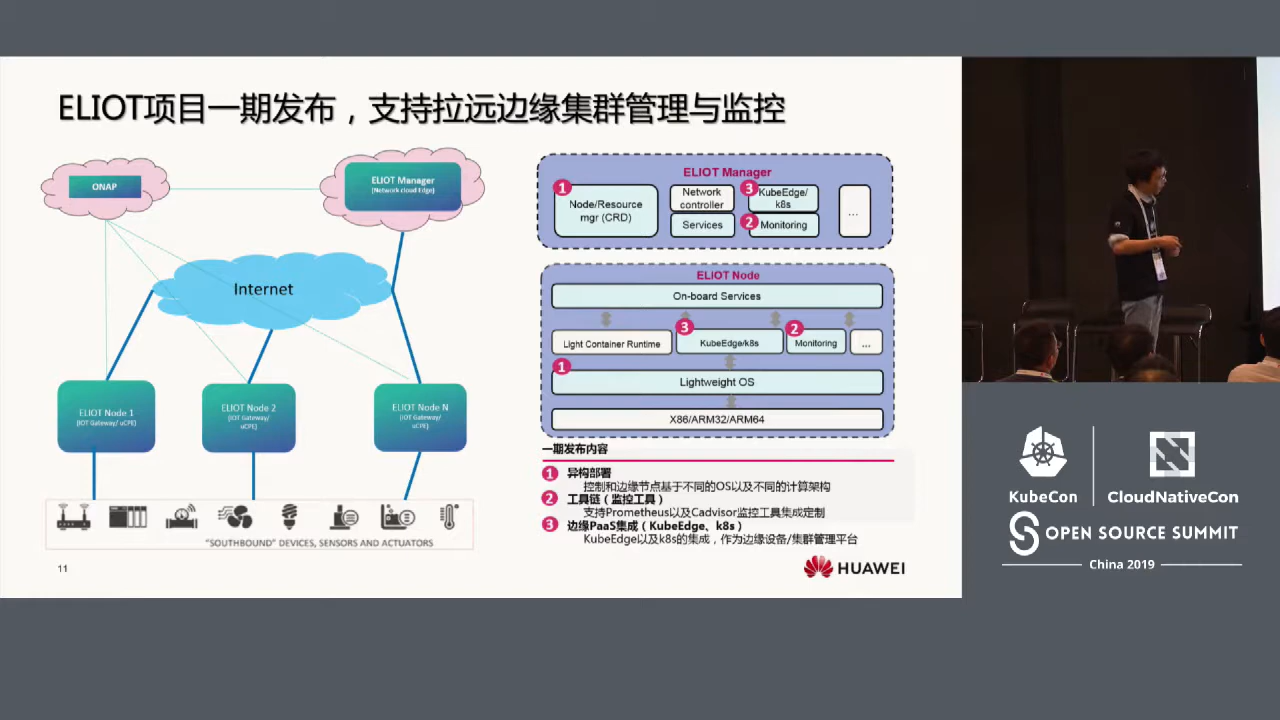 ELIOT项目一期发布，支持拉远边缘集群管理与监控
ONAP
ELIOT Manager
(Network cloud Edge)
Internet
ELIOT Node 1
(IOT Gateway/ uCPE)
ELIOT Node 2
(IOT Gateway/
uCPE)
ELIOT Node N
(IOT Gateway/
uCPE)
"SOUTHBOUND" DEVICES, SENSORS AND ACTUATORS
ELIOT Manager
1
Node/Resource
mgr (CRD)
Network
controller
Services
3
KubeEdge/
k8s
2
Monitoring
...
ELIOT Node
On-board Services
Light Container Runtime
3
KubeEdge/k8s
2
Monitoring
...
1
Lightweight OS
X86/ARM32/ARM64
一期发布内容
1 异构部署
控制和边缘节点基于不同的OS以及不同的计算架构
2 工具链（监控工具）
支持Prometheus以及Cadvisor监控工具集成定制
3 边缘PaaS集成（KubeEdge、k8s）
KubeEdge以及k8s的集成，作为边缘设备/集群管理平台
11
HUAWEI
KubeCon
CloudNativeCon
OPEN SOURCE SUMMIT
China 2019